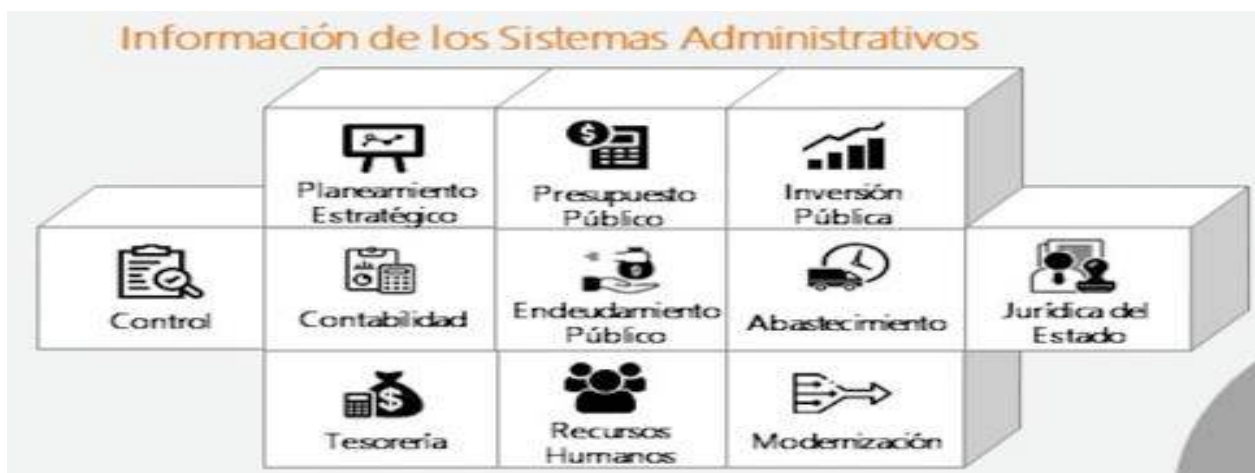 Información de los Sistemas Administrativos
Planeamiento
Estratégico
Presupuesto
Público
Inversión
Pública
Control
Contabilidad
Endeudamiento
Público
Abastecimiento
Jurídica del
Estado
Tesorería
Recursos
Humanos
Modernización